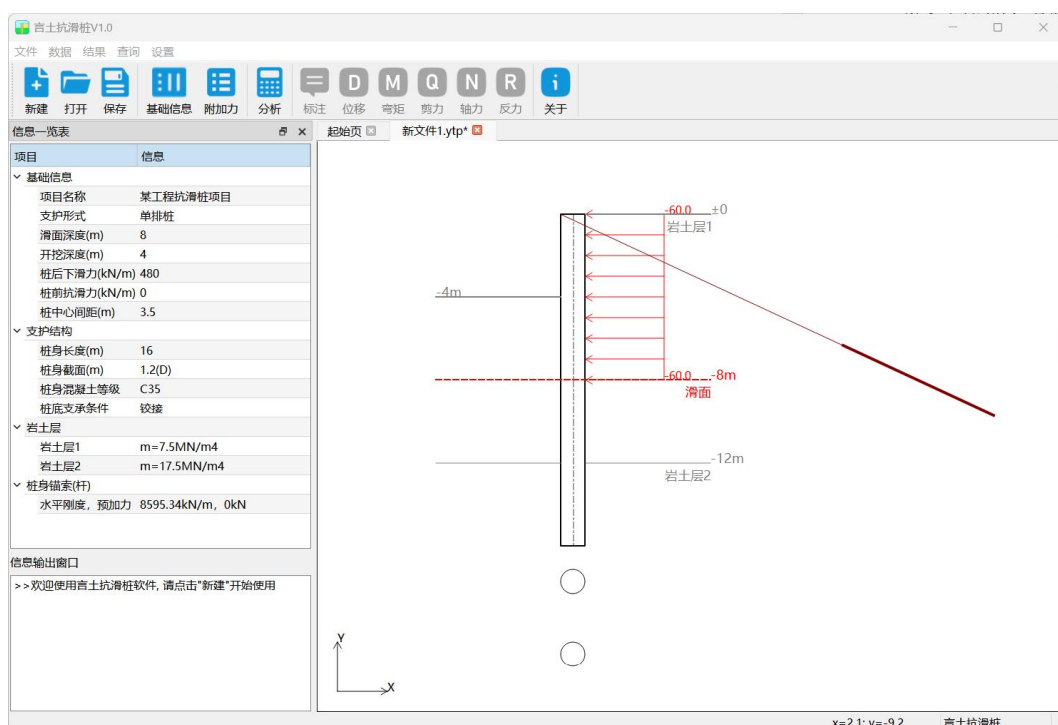 言土抗滑桩V1.0
文件 数据 结果 查询 设置
新建 打开 保存 基础信息 附加力 分析 标注 D 位移 M 弯矩 Q 剪力 N 轴力 R 反力 i 关于
信息一览表
起始页 新文件1.ytp*
项目 信息
基础信息
项目名称 某工程抗滑桩项目
支护形式 单排桩
滑面深度(m) 8
开挖深度(m) 4
桩后下滑力(kN/m) 480
桩前抗滑力(kN/m) 0
桩中心间距(m) 3.5
支护结构
桩身长度(m) 16
桩身截面(m) 1.2(D)
桩身混凝土等级 C35
桩底支承条件 铰接
岩土层
岩土层1 m=7.5MN/m4
岩土层2 m=17.5MN/m4
桩身锚索(杆)
水平刚度，预加力 8595.34kN/m，0kN
信息输出窗口
>>欢迎使用言土抗滑桩软件, 请点击"新建"开始使用
-60.0 ±0
岩土层1
-4m
-60.0 -8m
滑面
-12m
岩土层2
Y
X
x=2.1; y=-9.2 言土抗滑桩